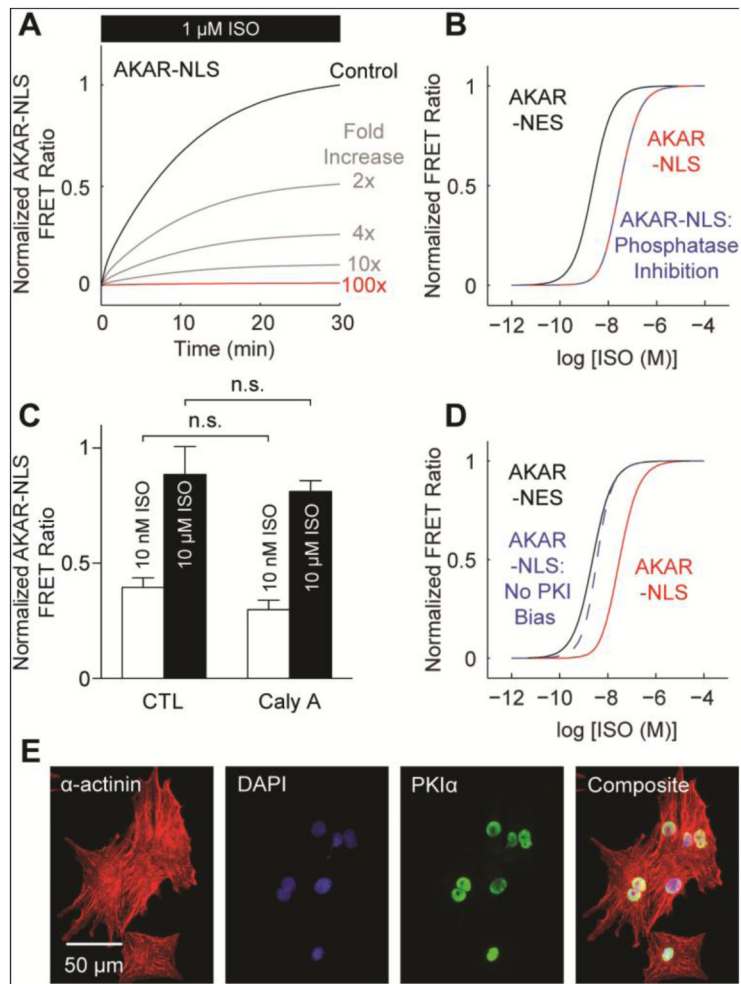 A
1 µM ISO
AKAR-NLS
Control
Fold
Increase
2x
4x
10x
100x
1
0.5
0
0
10
20
30
Time (min)
Normalized AKAR-NLS
FRET Ratio
B
AKAR
-NES
AKAR
-NLS
AKAR-NLS:
Phosphatase
Inhibition
1
0.5
0
−12
−10
−8
−6
−4
log [ISO (M)]
Normalized FRET Ratio
C
n.s.
n.s.
1
0.5
0
10 nM ISO
10 µM ISO
10 nM ISO
10 µM ISO
CTL
Caly A
Normalized AKAR-NLS
FRET Ratio
D
AKAR
-NES
AKAR
-NLS:
No PKI
Bias
AKAR
-NLS
1
0.5
0
−12
−10
−8
−6
−4
log [ISO (M)]
Normalized FRET Ratio
E
α-actinin
DAPI
PKIα
Composite
50 µm